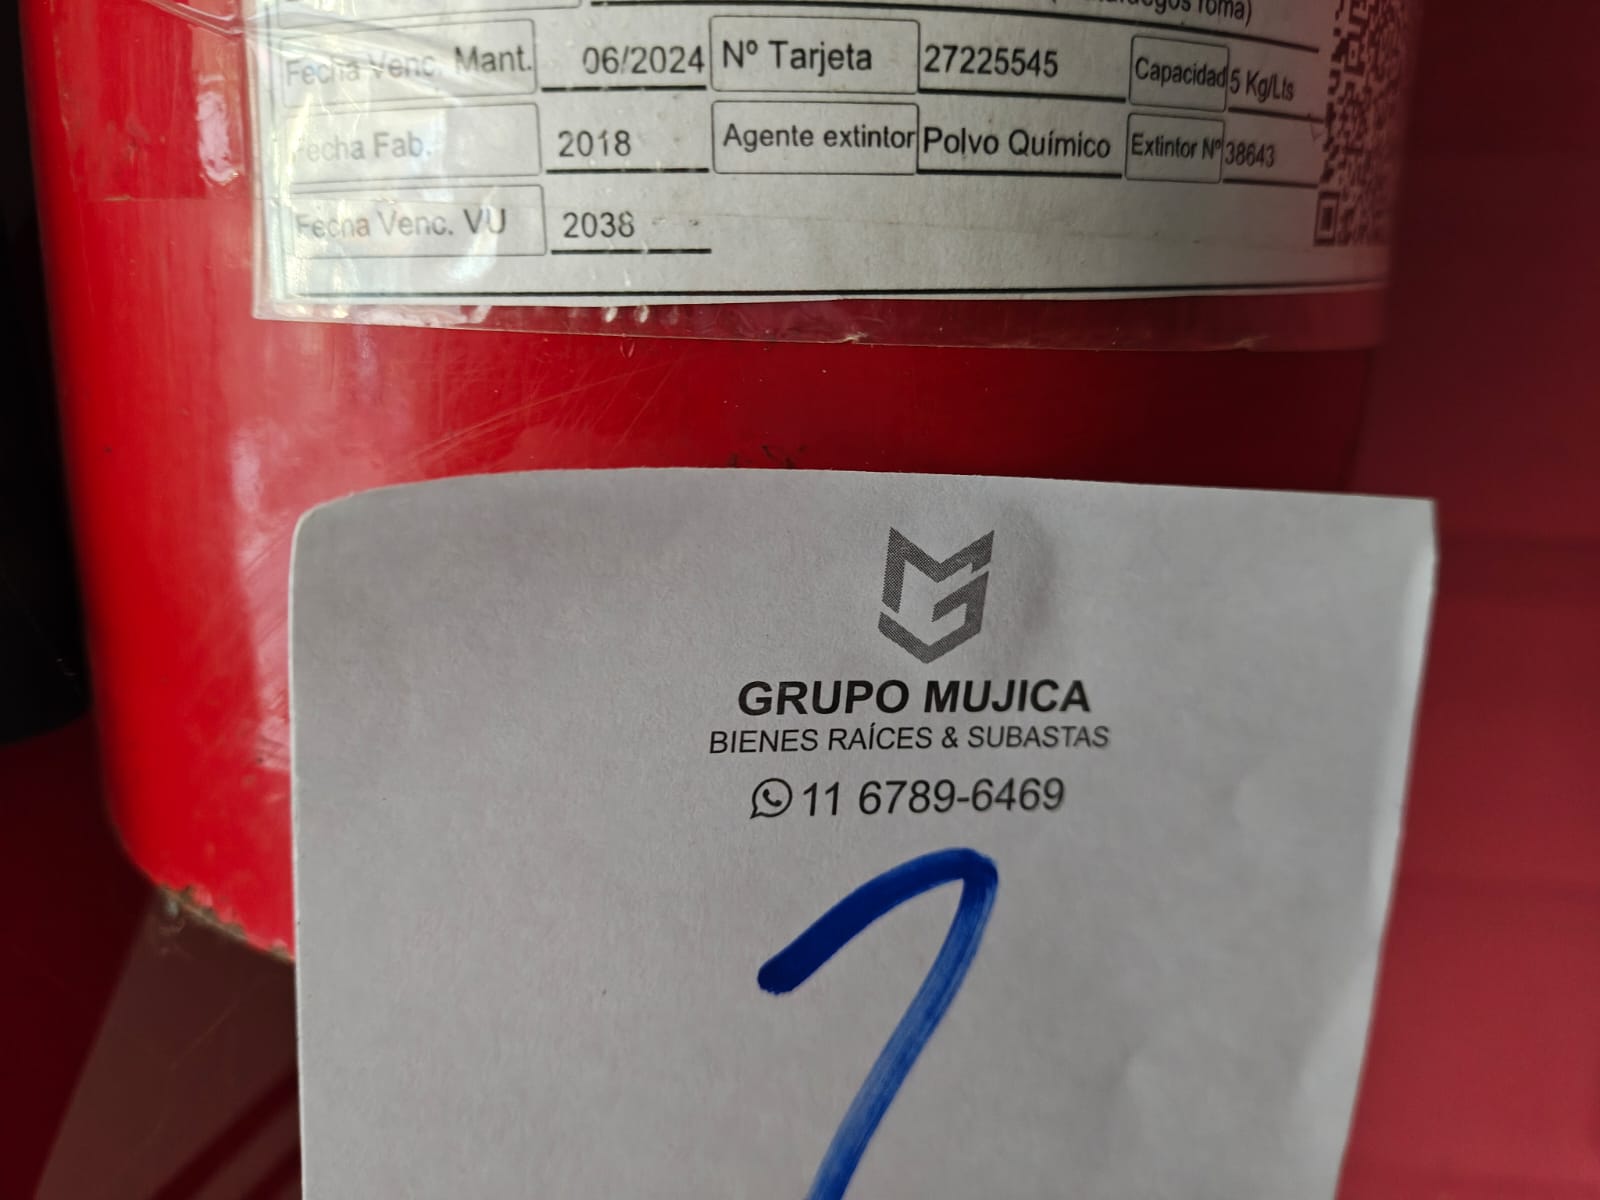 roma)
Fecha Venc. Mant. 06/2024 Nº Tarjeta 27225545 Capacidad 5 Kg/Lts
Fecha Fab. 2018 Agente extintor Polvo Químico Extintor Nº 38643
Fecha Venc. VU 2038
GRUPO MUJICA
BIENES RAÍCES & SUBASTAS
11 6789-6469